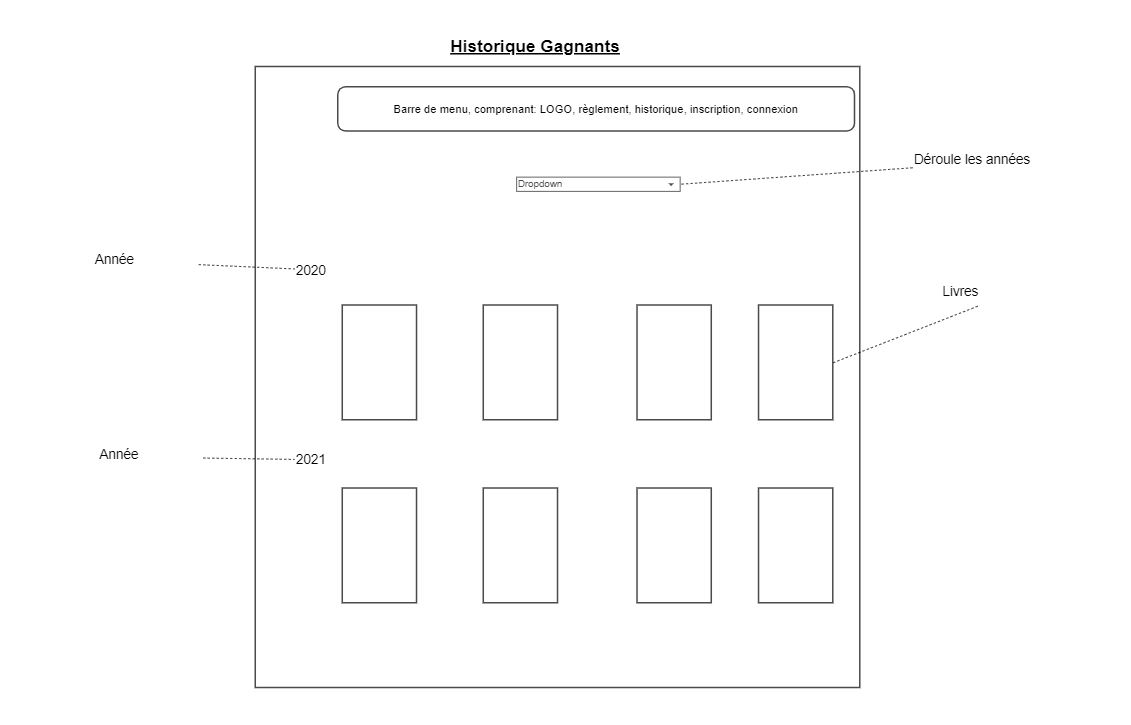 Historique Gagnants
Barre de menu, comprenant: LOGO, règlement, historique, inscription, connexion
Déroule les années
Dropdown
Année
2020
Livres
Année
2021